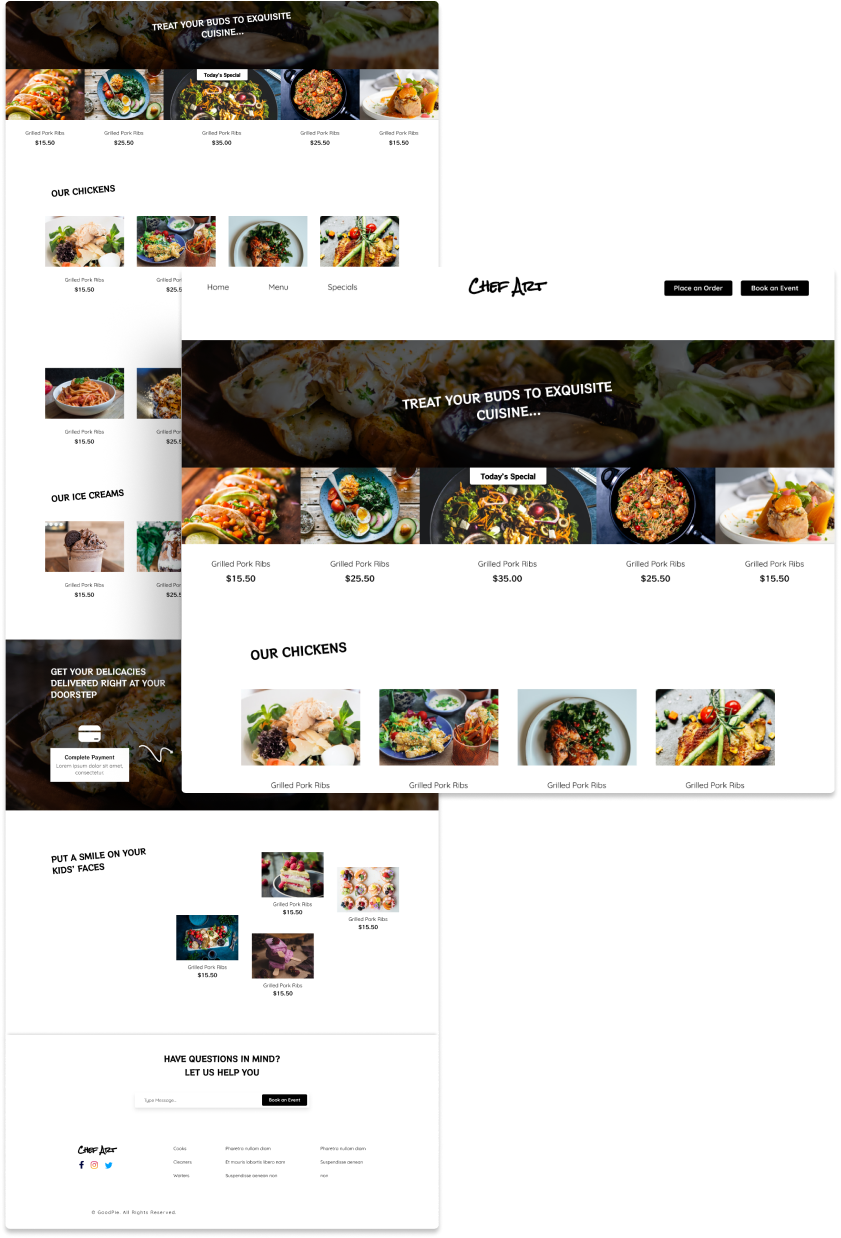 TREAT YOUR BUDS TO EXQUISITE
CUISINE...
Today's Special
Grilled Pork Ribs
$15.50
Grilled Pork Ribs
$25.50
Grilled Pork Ribs
$35.00
Grilled Pork Ribs
$25.50
Grilled Pork Ribs
$15.50
OUR CHICKENS
Grilled Pork Ribs
$15.50
Grilled Po
$25.5
Grilled Pork Ribs
$15.50
Grilled Po
$25.5
OUR ICE CREAMS
Grilled Pork Ribs
$15.50
Grilled Po
$25.5
GET YOUR DELICACIES
DELIVERED RIGHT AT YOUR
DOORSTEP
Complete Payment
Lorem ipsum dolor sit amet,
consectetur.
Home
Menu
Specials
CHEF ART
Place an Order
Book an Event
TREAT YOUR BUDS TO EXQUISITE
CUISINE...
Today's Special
Grilled Pork Ribs
$15.50
Grilled Pork Ribs
$25.50
Grilled Pork Ribs
$35.00
Grilled Pork Ribs
$25.50
Grilled Pork Ribs
$15.50
OUR CHICKENS
Grilled Pork Ribs
Grilled Pork Ribs
Grilled Pork Ribs
Grilled Pork Ribs
PUT A SMILE ON YOUR
KIDS' FACES
Grilled Pork Ribs
$15.50
Grilled Pork Ribs
$15.50
Grilled Pork Ribs
$15.50
Grilled Pork Ribs
$15.50
HAVE QUESTIONS IN MIND?
LET US HELP YOU
Type Message..
Book an Event
CHEF ART
Cooks
Cleaners
Waiters
Pharetra nullam diam
Et mauris lobortis libero eam
Suspendisse aenean non
Pharetra nullam diam
Suspendisse aenean
non
© GoodPie. All Rights Reserved.